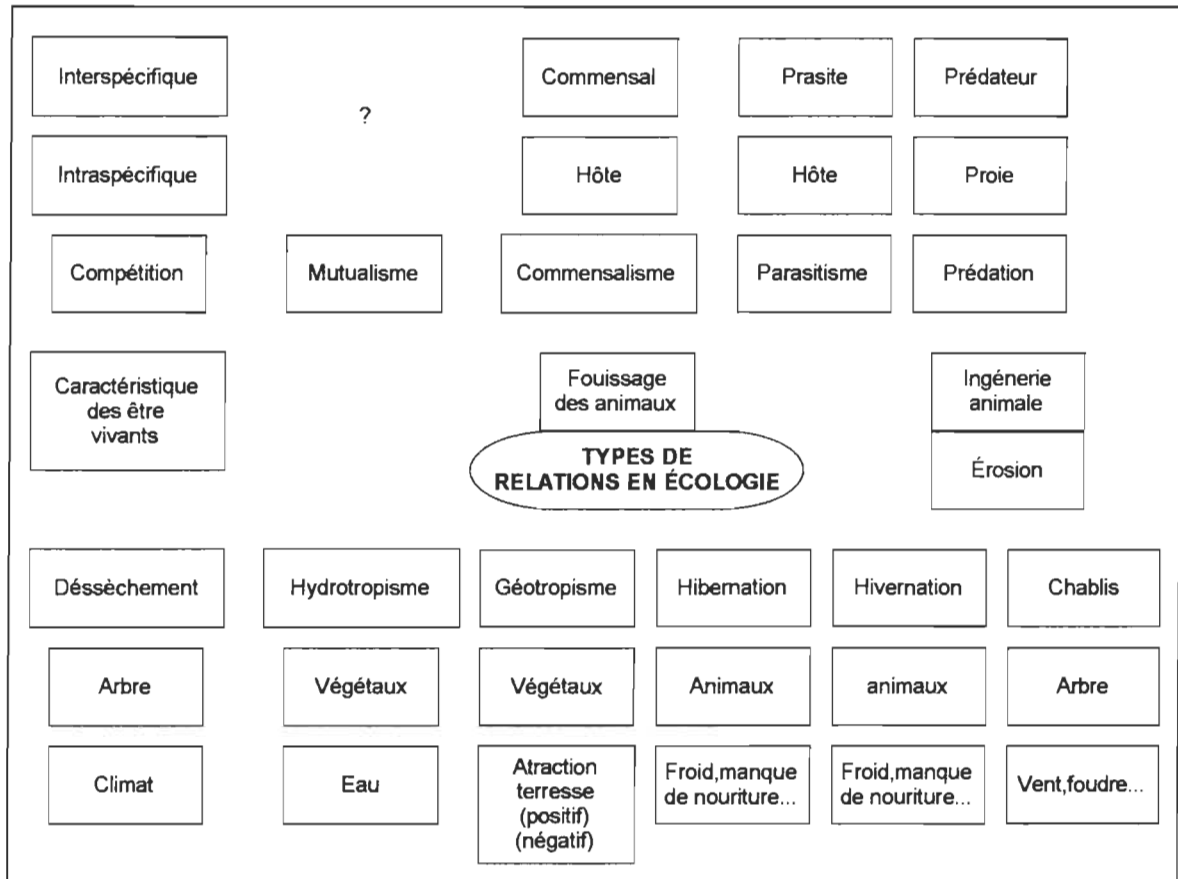 Interspécifique
?
Commensal
Prasite
Prédateur
Intraspécifique
Hôte
Hôte
Proie
Compétition
Mutualisme
Commensalisme
Parasitisme
Prédation
Caractéristique
des être
vivants
Fouissage
des animaux
Ingénerie
animale
TYPES DE
RELATIONS EN ÉCOLOGIE
Érosion
Déssèchement
Hydrotropisme
Géotropisme
Hibernation
Hivernation
Chablis
Arbre
Végétaux
Végétaux
Animaux
animaux
Arbre
Climat
Eau
Atraction
terresse
(positif)
(négatif)
Froid,manque
de nouriture...
Froid,manque
de nouriture...
Vent,foudre...